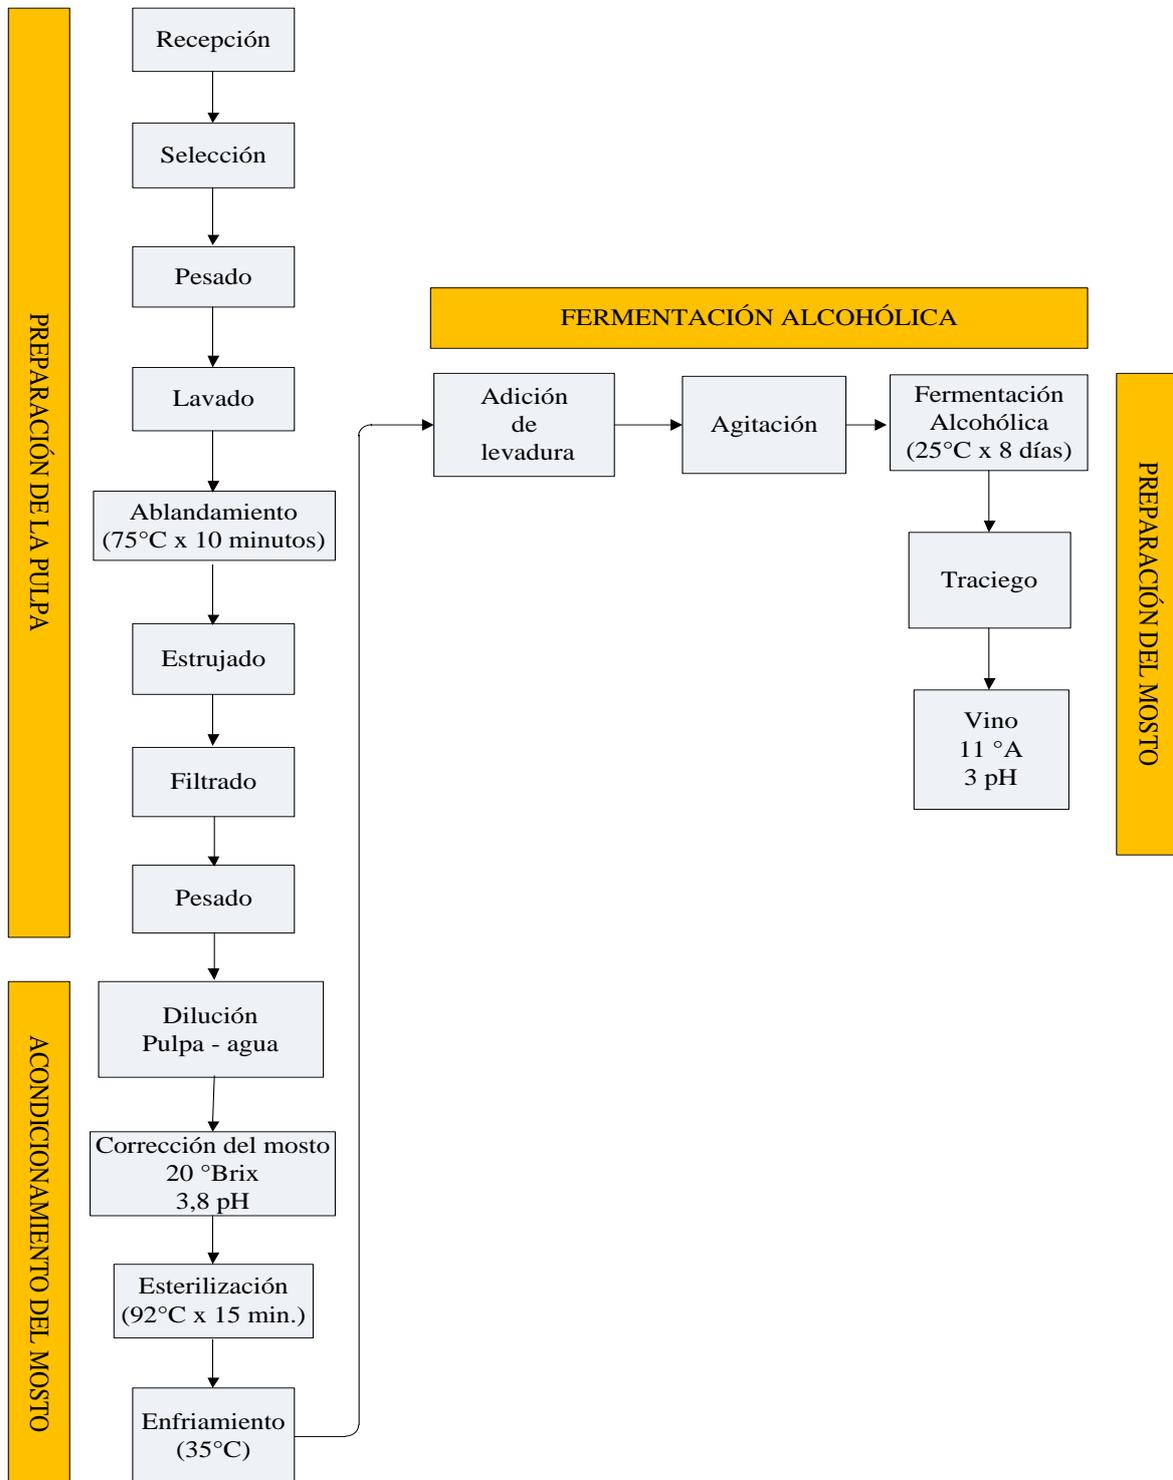 PREPARACIÓN DE LA PULPA
Recepción
Selección
Pesado
Lavado
Ablandamiento
(75°C x 10 minutos)
Estrujado
Filtrado
Pesado
ACONDICIONAMIENTO DEL MOSTO
Dilución
Pulpa - agua
Corrección del mosto
20 °Brix
3,8 pH
Esterilización
(92°C x 15 min.)
Enfriamiento
(35°C)
FERMENTACIÓN ALCOHÓLICA
Adición
de
levadura
Agitación
Fermentación
Alcohólica
(25°C x 8 días)
Traciego
Vino
11 °A
3 pH
PREPARACIÓN DEL MOSTO